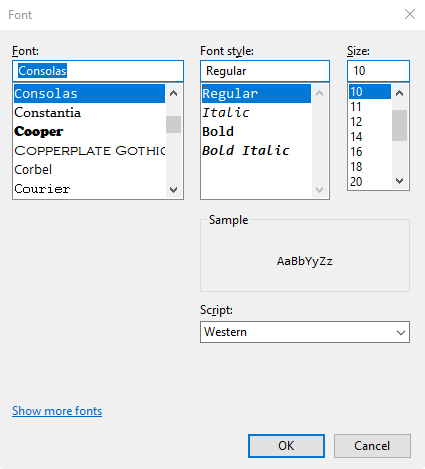 Font
Font:
Consolas
Consolas
Constantia
Cooper
Copperplate Gothic
Corbel
Courier
Font style:
Regular
Regular
Italic
Bold
Bold Italic
Size:
10
10
11
12
14
16
18
20
Sample
AaBbYyZz
Script:
Western
Show more fonts
OK
Cancel